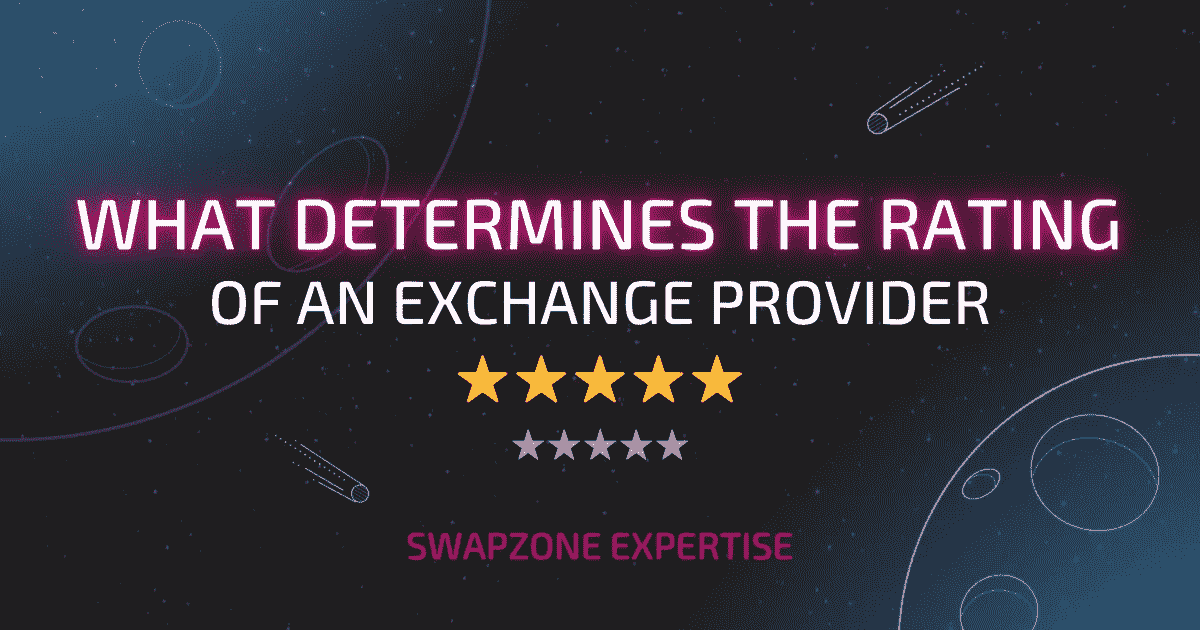 WHAT DETERMINES THE RATING
OF AN EXCHANGE PROVIDER
SWAPZONE EXPERTISE